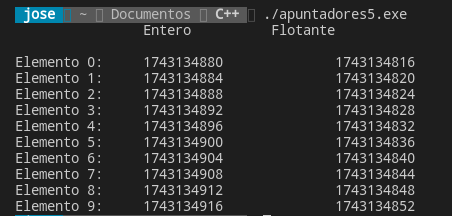 jose ~ Documentos C++ ./apuntadores5.exe
Entero Flotante
Elemento 0: 1743134880 1743134816
Elemento 1: 1743134884 1743134820
Elemento 2: 1743134888 1743134824
Elemento 3: 1743134892 1743134828
Elemento 4: 1743134896 1743134832
Elemento 5: 1743134900 1743134836
Elemento 6: 1743134904 1743134840
Elemento 7: 1743134908 1743134844
Elemento 8: 1743134912 1743134848
Elemento 9: 1743134916 1743134852